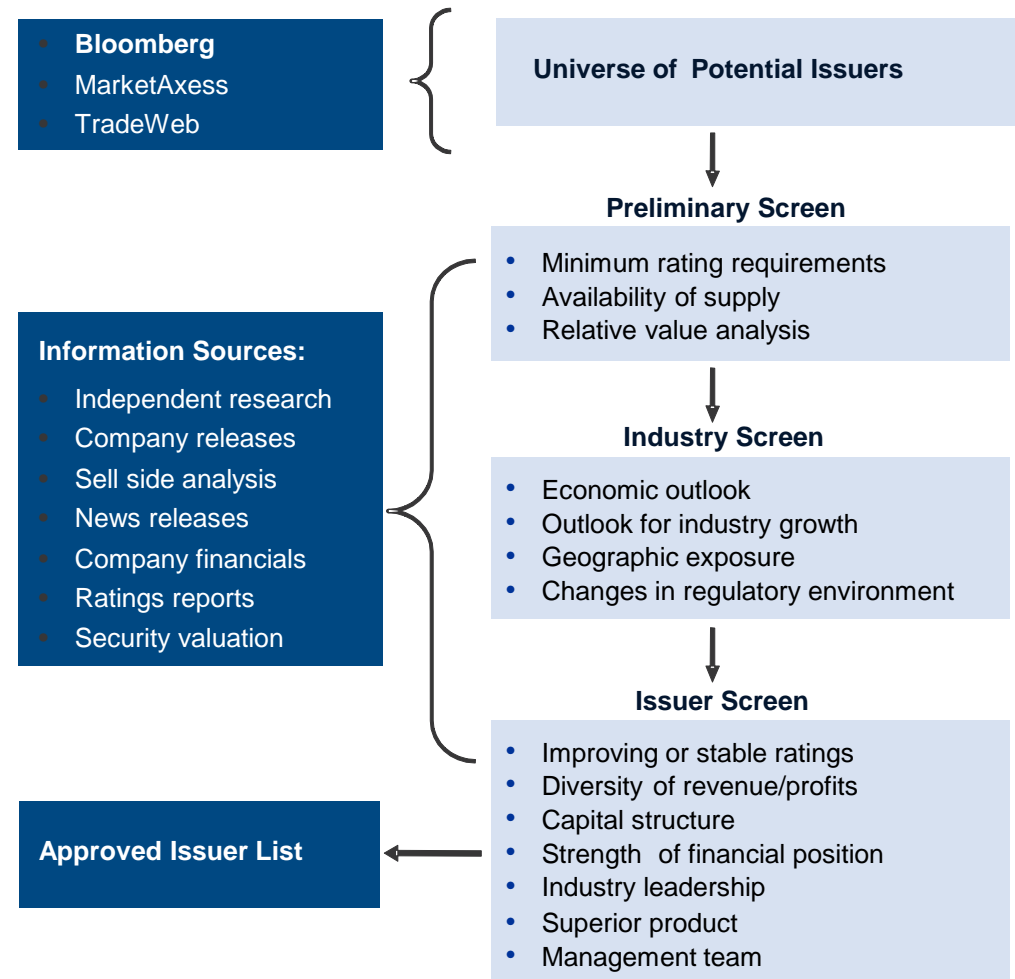 Bloomberg
MarketAxess
TradeWeb
Universe of Potential Issuers
Preliminary Screen
• Minimum rating requirements
• Availability of supply
• Relative value analysis
Information Sources:
Independent research
Company releases
Sell side analysis
News releases
Company financials
Ratings reports
Security valuation
Industry Screen
• Economic outlook
• Outlook for industry growth
• Geographic exposure
• Changes in regulatory environment
Issuer Screen
• Improving or stable ratings
• Diversity of revenue/profits
• Capital structure
• Strength of financial position
• Industry leadership
• Superior product
• Management team
Approved Issuer List